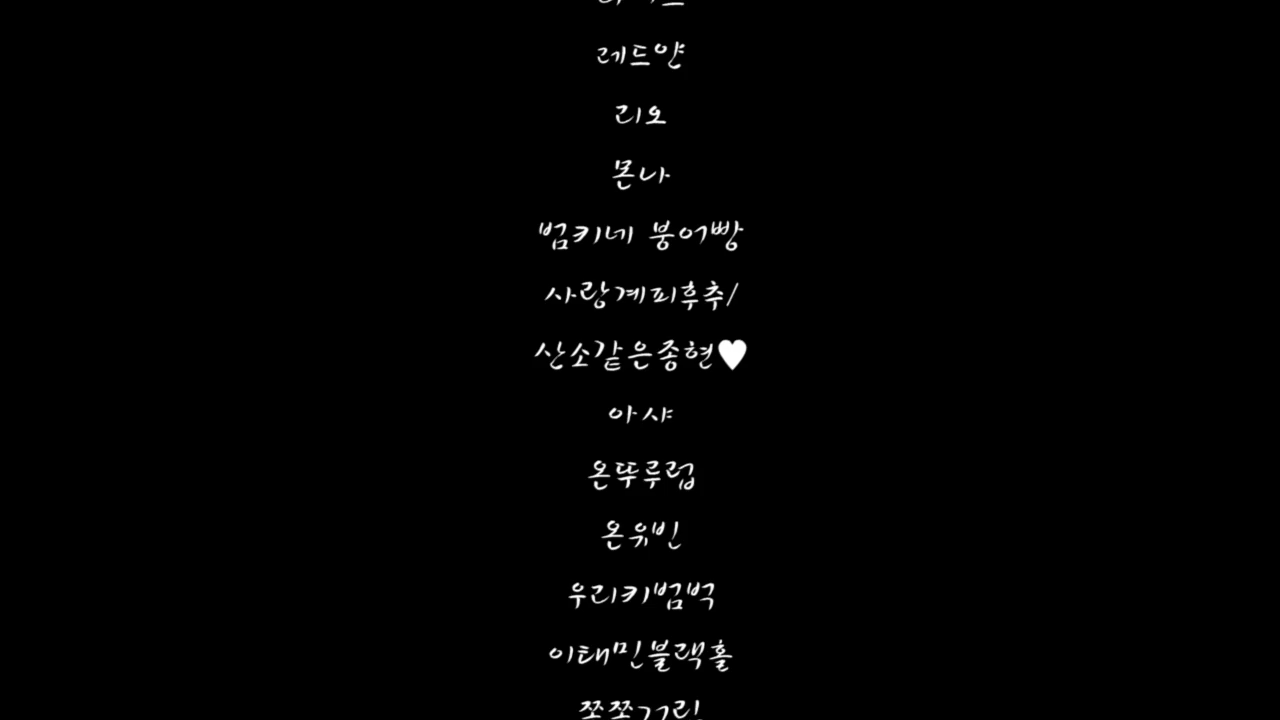 레드얀
리오
몬나
범키네 붕어빵
사랑계피후추/
산소같은종현♥
아샤
온뚜루럽
온유빈
우리키범벅
이태민블랙홀